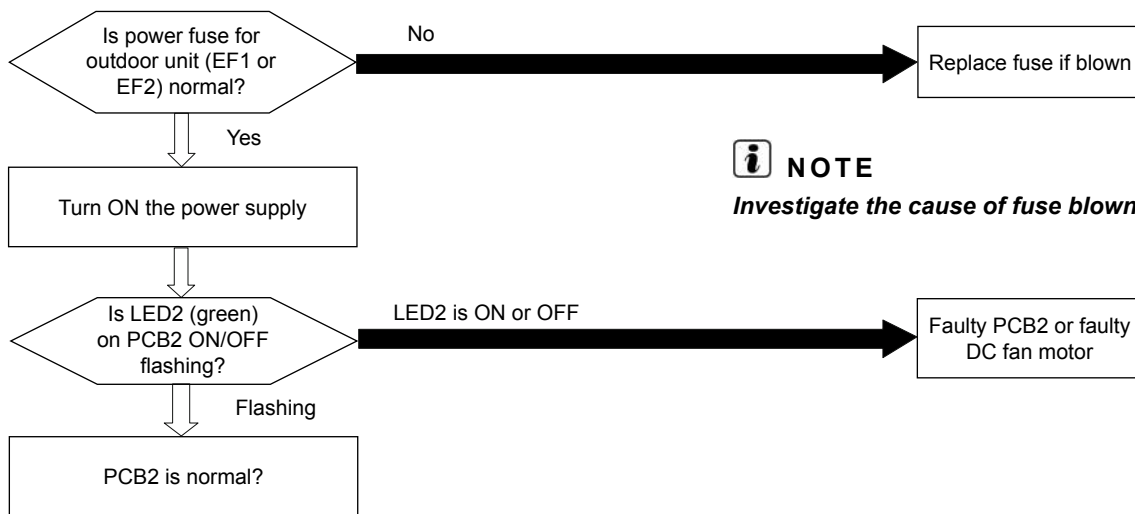 Is power fuse for
outdoor unit (EF1 or
EF2) normal?
No
Replace fuse if blown
Yes
NOTE
Investigate the cause of fuse blown
Turn ON the power supply
Is LED2 (green)
on PCB2 ON/OFF
flashing?
LED2 is ON or OFF
Faulty PCB2 or faulty
DC fan motor
Flashing
PCB2 is normal?